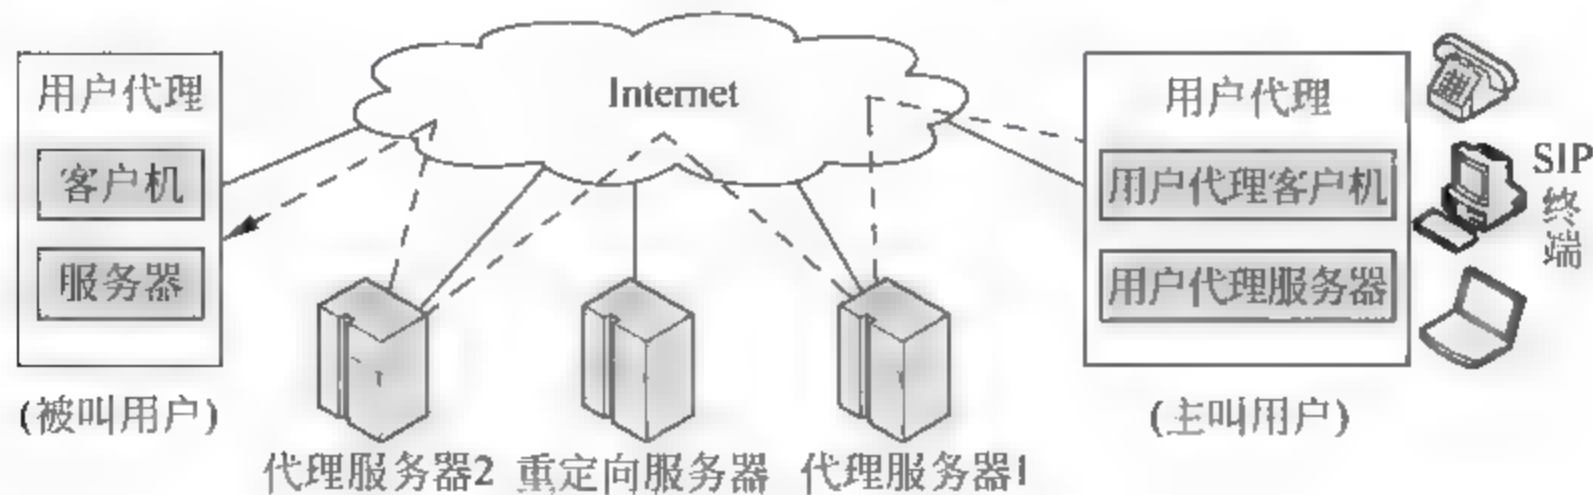 Internet
用户代理
客户机
服务器
(被叫用户)
代理服务器2
重定向服务器
代理服务器1
用户代理
用户代理客户机
用户代理服务器
(主叫用户)
SIP
终
端